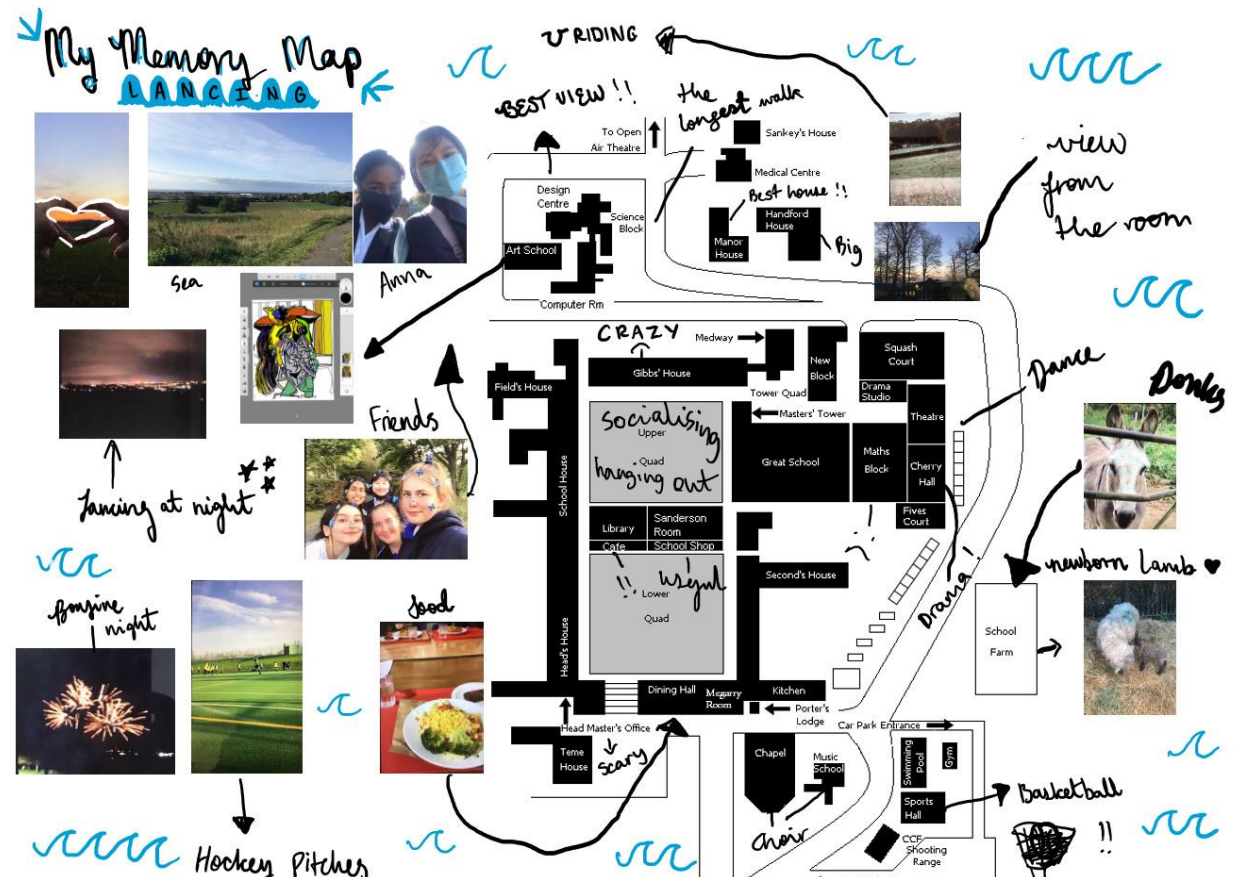 My Memory Map
LANCING
RIDING
BEST VIEW !!
the
longest walk
To Open
Air Theatre
Sankey's House
Medical Centre
Best house !!
Design
Centre
Science
Block
Art School
Computer Rm
Manor
House
Handford
House
Big
view
from
the room
sea
Anna
CRAZY
Medway
Gibbs' House
Field's House
New
Block
Tower Quad
Masters' Tower
Squash
Court
Drama
Studio
Theatre
Dance
Friends
socialising
Upper
Quad
hanging out
School House
Great School
Maths
Block
Cherry
Hall
Fives
Court
Lancing at night
Library
Sanderson
Room
Cafe
School Shop
!!
useful
Lower
Quad
Second's House
Drama !
newborn lamb ♥
School
Farm
Bonfire
night
food
Head's House
Dining Hall
Megarry
Room
Kitchen
Porter's
Lodge
Head Master's Office
scary
Teme
House
Car Park Entrance
Chapel
Music
School
Choir
Swimming
Pool
Gym
Sports
Hall
Basketball
!!
CCF
Shooting
Range
Hockey Pitches